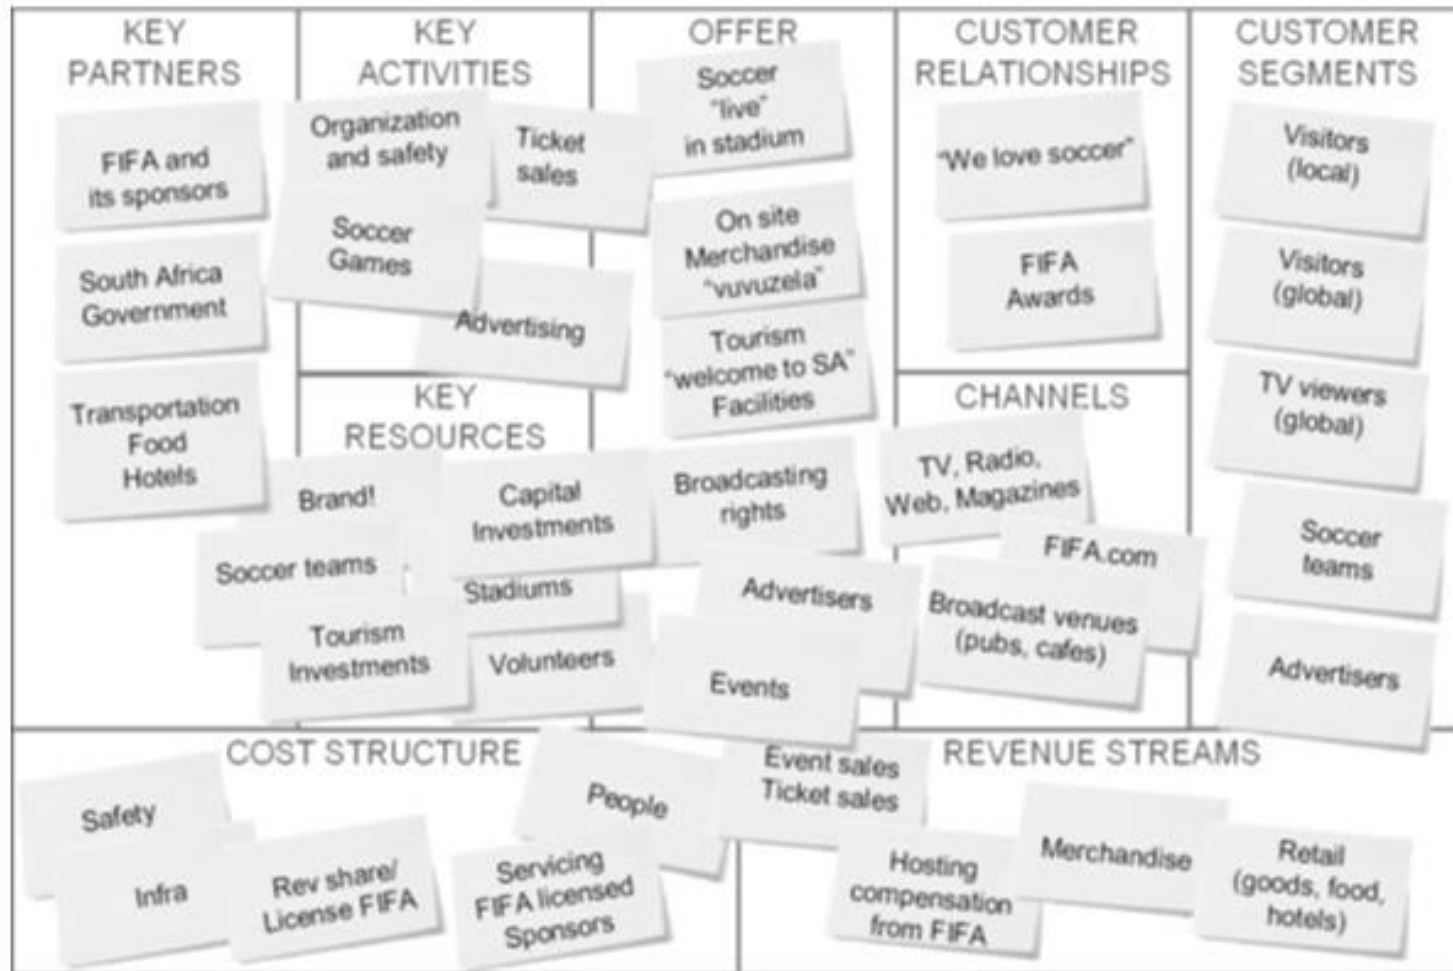 KEY
PARTNERS
FIFA and
its sponsors
South Africa
Government
Transportation
Food
Hotels
KEY
ACTIVITIES
Organization
and safety
Ticket
sales
Soccer
Games
Advertising
KEY
RESOURCES
Brand!
Capital
Investments
Soccer teams
Stadiums
Tourism
Investments
Volunteers
OFFER
Soccer
"live"
in stadium
On site
Merchandise
"vuvuzela"
Tourism
"welcome to SA"
Facilities
Broadcasting
rights
Advertisers
Events
CUSTOMER
RELATIONSHIPS
"We love soccer"
FIFA
Awards
CHANNELS
TV, Radio,
Web, Magazines
FIFA.com
Broadcast venues
(pubs, cafes)
CUSTOMER
SEGMENTS
Visitors
(local)
Visitors
(global)
TV viewers
(global)
Soccer
teams
Advertisers
COST STRUCTURE
Safety
Infra
Rev share/
License FIFA
Servicing
FIFA licensed
Sponsors
People
REVENUE STREAMS
Event sales
Ticket sales
Hosting
compensation
from FIFA
Merchandise
Retail
(goods, food,
hotels)